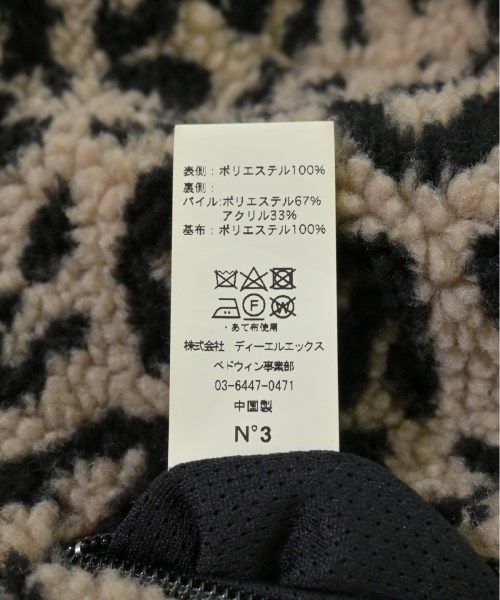 表側：ポリエステル100%
裏側：
パイル:ポリエステル67%
アクリル33%
基布：ポリエステル100%
F
W
・あて布使用
株式会社 ディーエルエックス
ベドウィン事業部
03-6447-0471
中国製
N°3